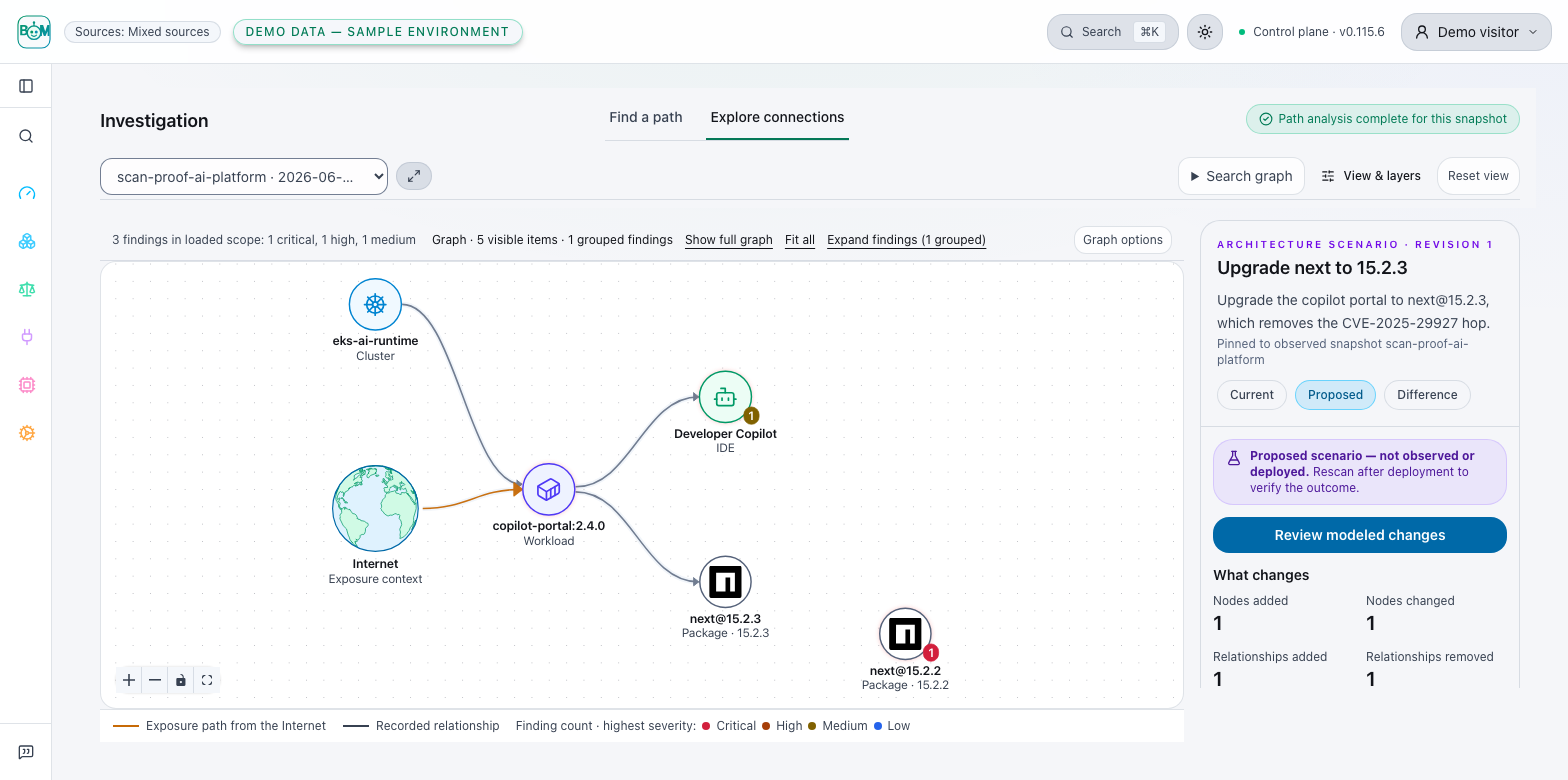 BOM
Sources: Mixed sources
DEMO DATA — SAMPLE ENVIRONMENT
Search ⌘K
Control plane · v0.115.6
Demo visitor
Investigation
Find a path
Explore connections
Path analysis complete for this snapshot
scan-proof-ai-platform · 2026-06-...
Search graph
View & layers
Reset view
3 findings in loaded scope: 1 critical, 1 high, 1 medium
Graph · 5 visible items · 1 grouped findings
Show full graph
Fit all
Expand findings (1 grouped)
Graph options
eks-ai-runtime
Cluster
1
Developer Copilot
IDE
copilot-portal:2.4.0
Workload
Internet
Exposure context
next@15.2.3
Package · 15.2.3
1
next@15.2.2
Package · 15.2.2
Exposure path from the Internet
Recorded relationship
Finding count · highest severity:
Critical
High
Medium
Low
ARCHITECTURE SCENARIO · REVISION 1
Upgrade next to 15.2.3
Upgrade the copilot portal to next@15.2.3,
which removes the CVE-2025-29927 hop.
Pinned to observed snapshot scan-proof-ai-
platform
Current
Proposed
Difference
Proposed scenario — not observed or
deployed. Rescan after deployment to
verify the outcome.
Review modeled changes
What changes
Nodes added
Nodes changed
1
1
Relationships added
Relationships removed
1
1